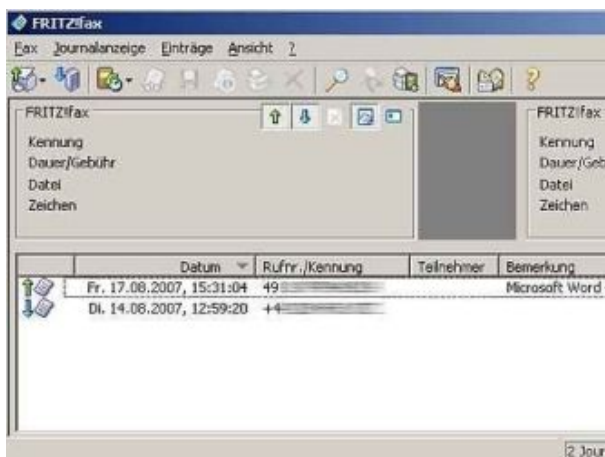 FRITZ!fax
Fax Journalanzeige Einträge Ansicht ?
FRITZ!fax
Kennung
Dauer/Gebühr
Datei
Zeichen
FRITZ!fax
Kennung
Dauer/Geb
Datei
Zeichen
Datum Rufnr./Kennung Teilnehmer Bemerkung
Fr. 17.08.2007, 15:31:04 49 Microsoft Word
Di. 14.08.2007, 12:59:20 +4
2 Jour